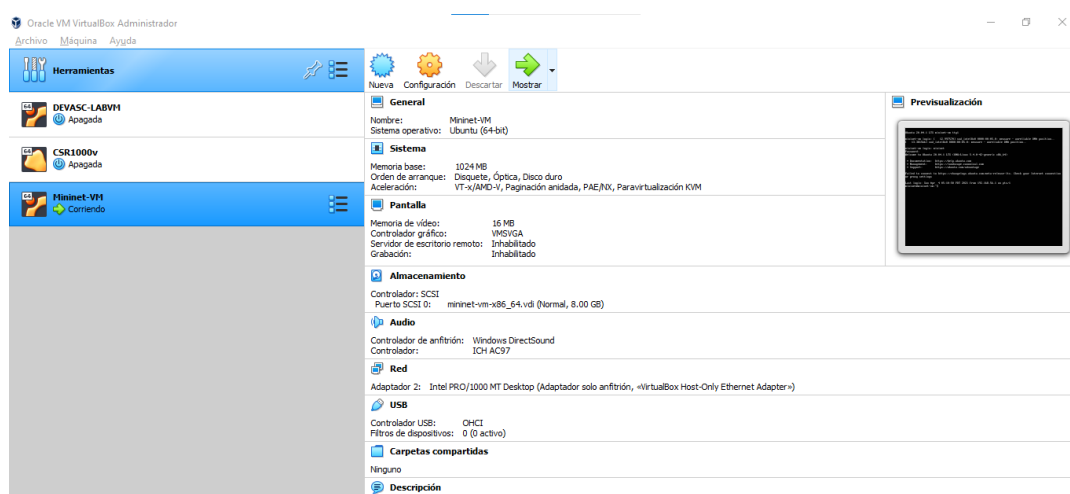 Oracle VM VirtualBox Administrador
Archivo Máquina Ayuda
Herramientas
Nueva Configuración Descartar Mostrar
64
DEVASC-LABVM
Apagada
64
CSR1000v
Apagada
64
Mininet-VM
Corriendo
General
Nombre: Mininet-VM
Sistema operativo: Ubuntu (64-bit)
Sistema
Memoria base: 1024 MB
Orden de arranque: Disquete, Óptica, Disco duro
Aceleración: VT-x/AMD-V, Paginación anidada, PAE/NX, Paravirtualización KVM
Pantalla
Memoria de vídeo: 16 MB
Controlador gráfico: VMSVGA
Servidor de escritorio remoto: Inhabilitado
Grabación: Inhabilitado
Almacenamiento
Controlador: SCSI
Puerto SCSI 0: mininet-vm-x86_64.vdi (Normal, 8.00 GB)
Audio
Controlador de anfitrión: Windows DirectSound
Controlador: ICH AC97
Red
Adaptador 2: Intel PRO/1000 MT Desktop (Adaptador solo anfitrión, «VirtualBox Host-Only Ethernet Adapter»)
USB
Controlador USB: OHCI
Filtros de dispositivos: 0 (0 activo)
Carpetas compartidas
Ninguno
Descripción
Previsualización